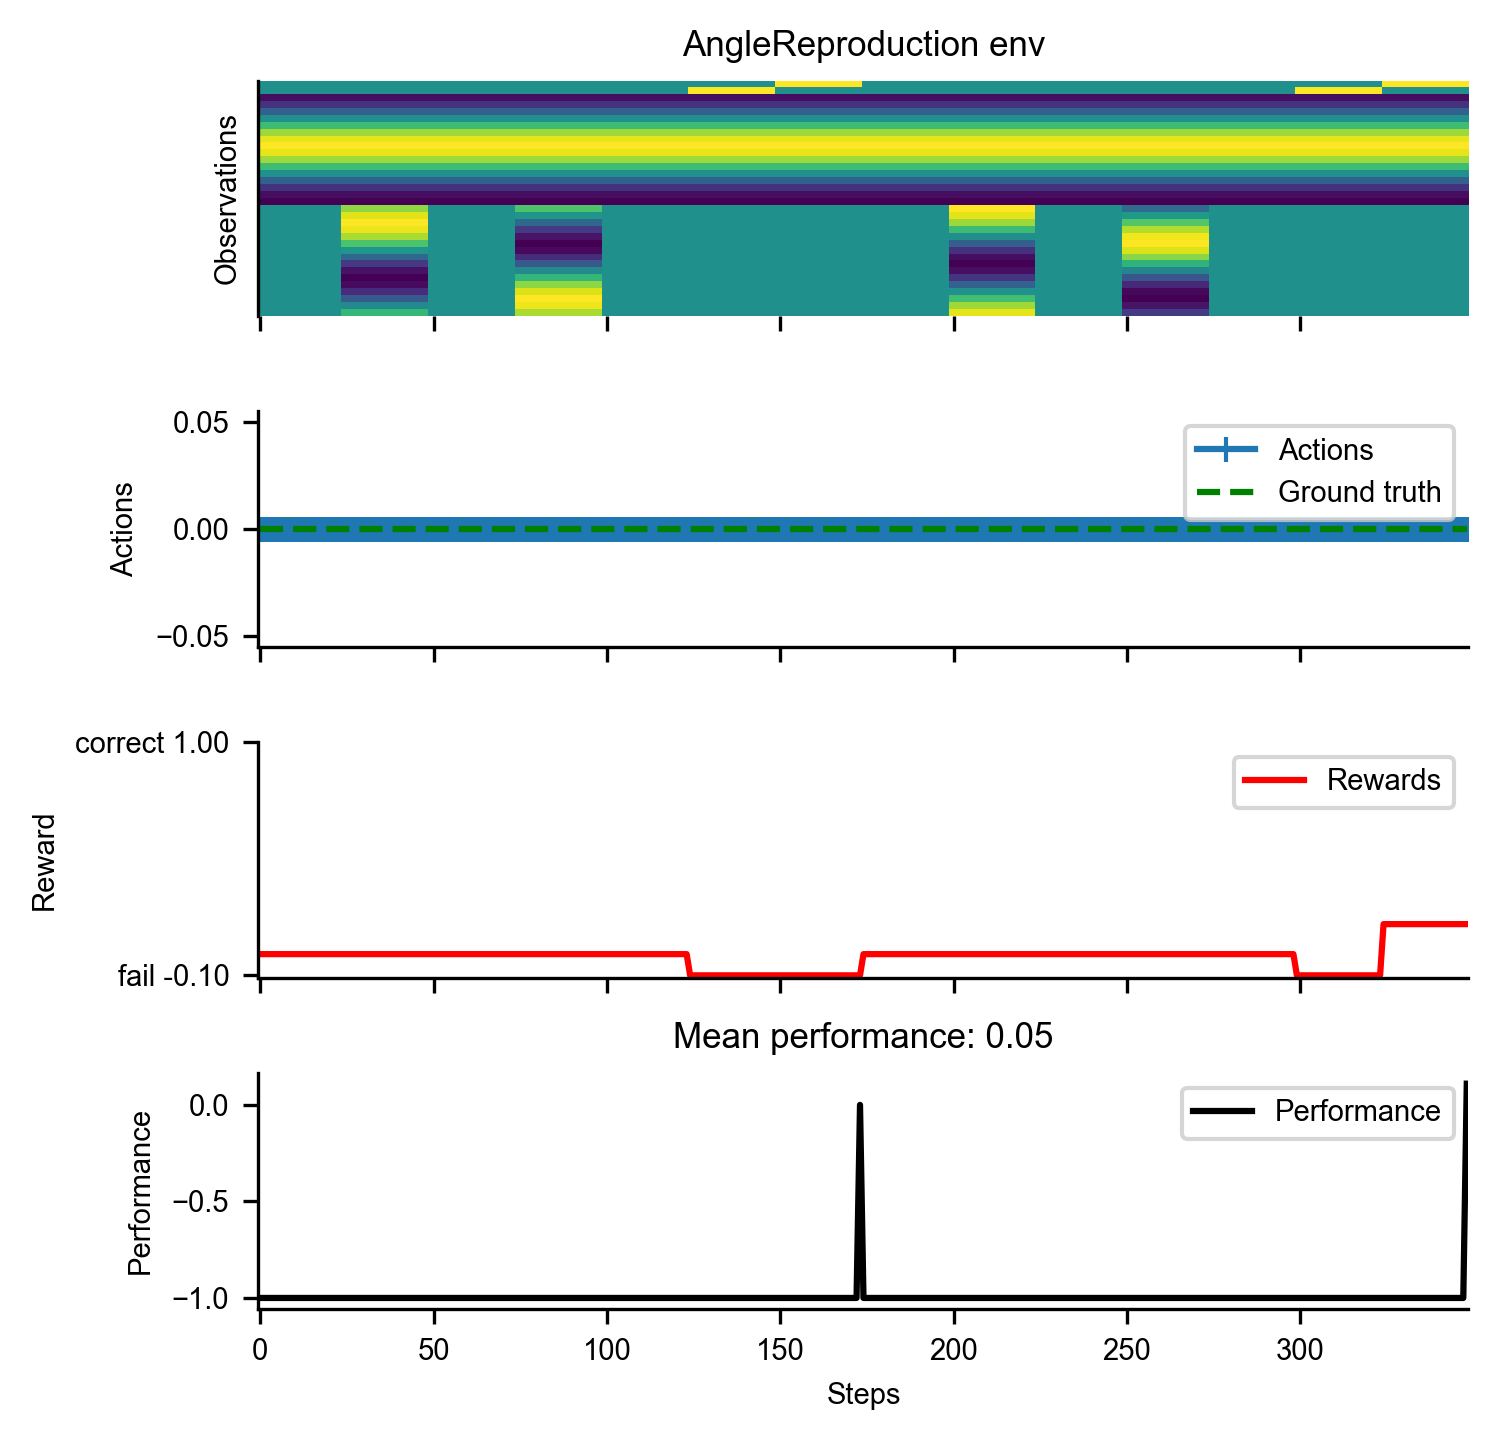 AngleReproduction env
Observations
0.05
0.00
−0.05
Actions
Actions
Ground truth
correct 1.00
fail -0.10
Reward
Rewards
Mean performance: 0.05
0.0
−0.5
−1.0
Performance
Performance
0 50 100 150 200 250 300
Steps